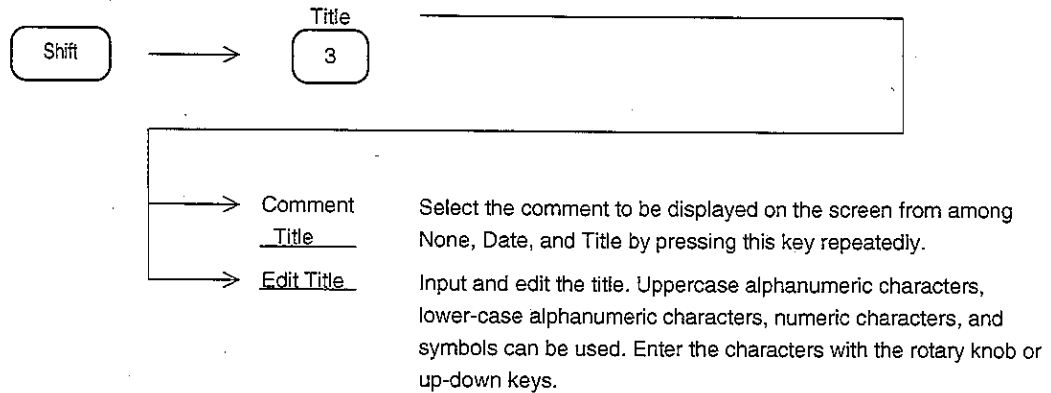 Title
Shift
3
Comment
Title
Select the comment to be displayed on the screen from among
None, Date, and Title by pressing this key repeatedly.
Edit Title
Input and edit the title. Uppercase alphanumeric characters,
lower-case alphanumeric characters, numeric characters, and
symbols can be used. Enter the characters with the rotary knob or
up-down keys.